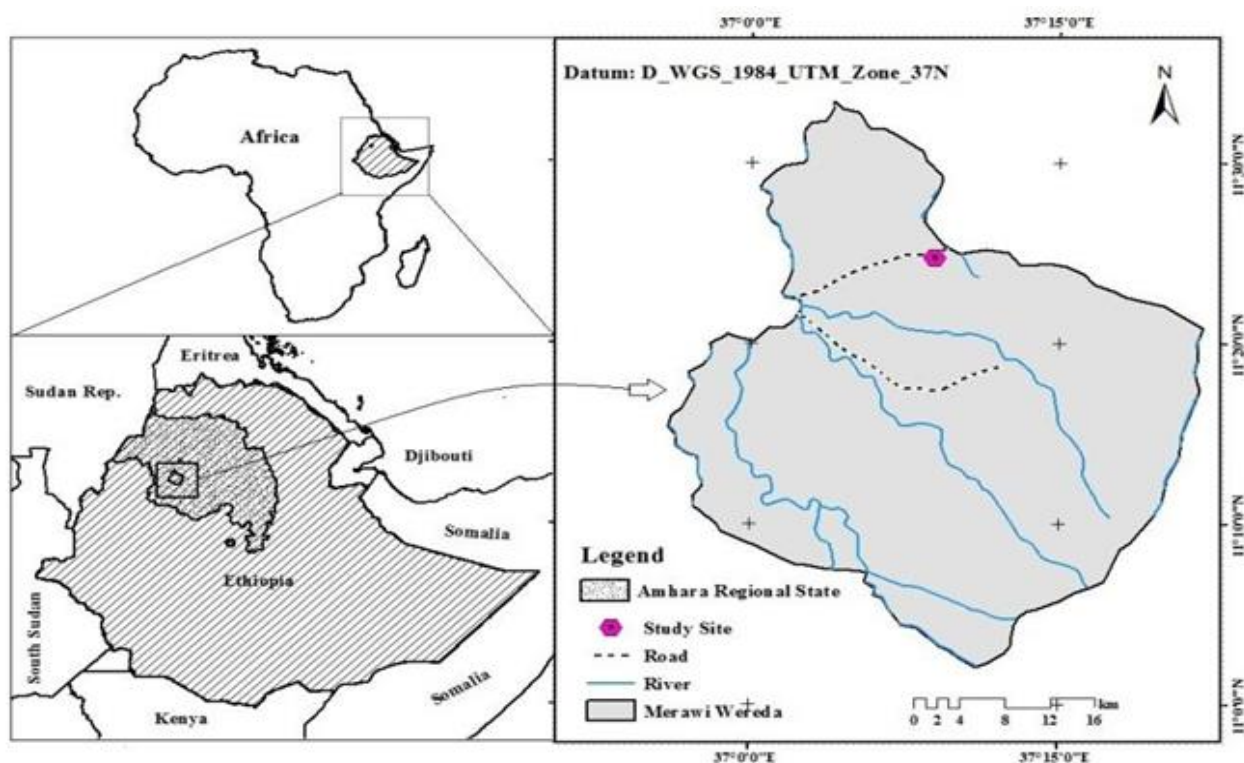 Africa
Eritrea
Sudan Rep.
Djibouti
Somalia
Ethiopia
South Sudan
Somalia
Kenya
37°0'0"E
37°15'0"E
Datum: D_WGS_1984_UTM_Zone_37N
N
11°30'0"N
11°20'0"N
11°10'0"N
11°0'0"N
Legend
Amhara Regional State
Study Site
Road
River
Merawi Wereda
km
0 2 4 8 12 16
37°0'0"E
37°15'0"E